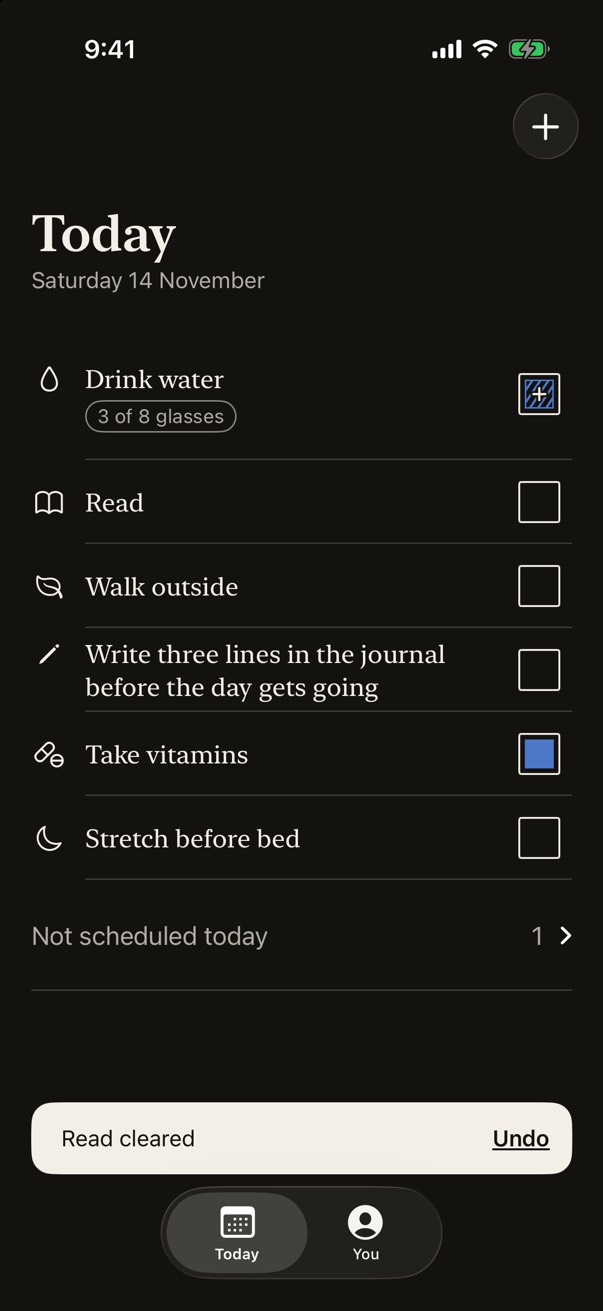 9:41
Today
Saturday 14 November
Drink water
3 of 8 glasses
Read
Walk outside
Write three lines in the journal
before the day gets going
Take vitamins
Stretch before bed
Not scheduled today 1
Read cleared Undo
Today You